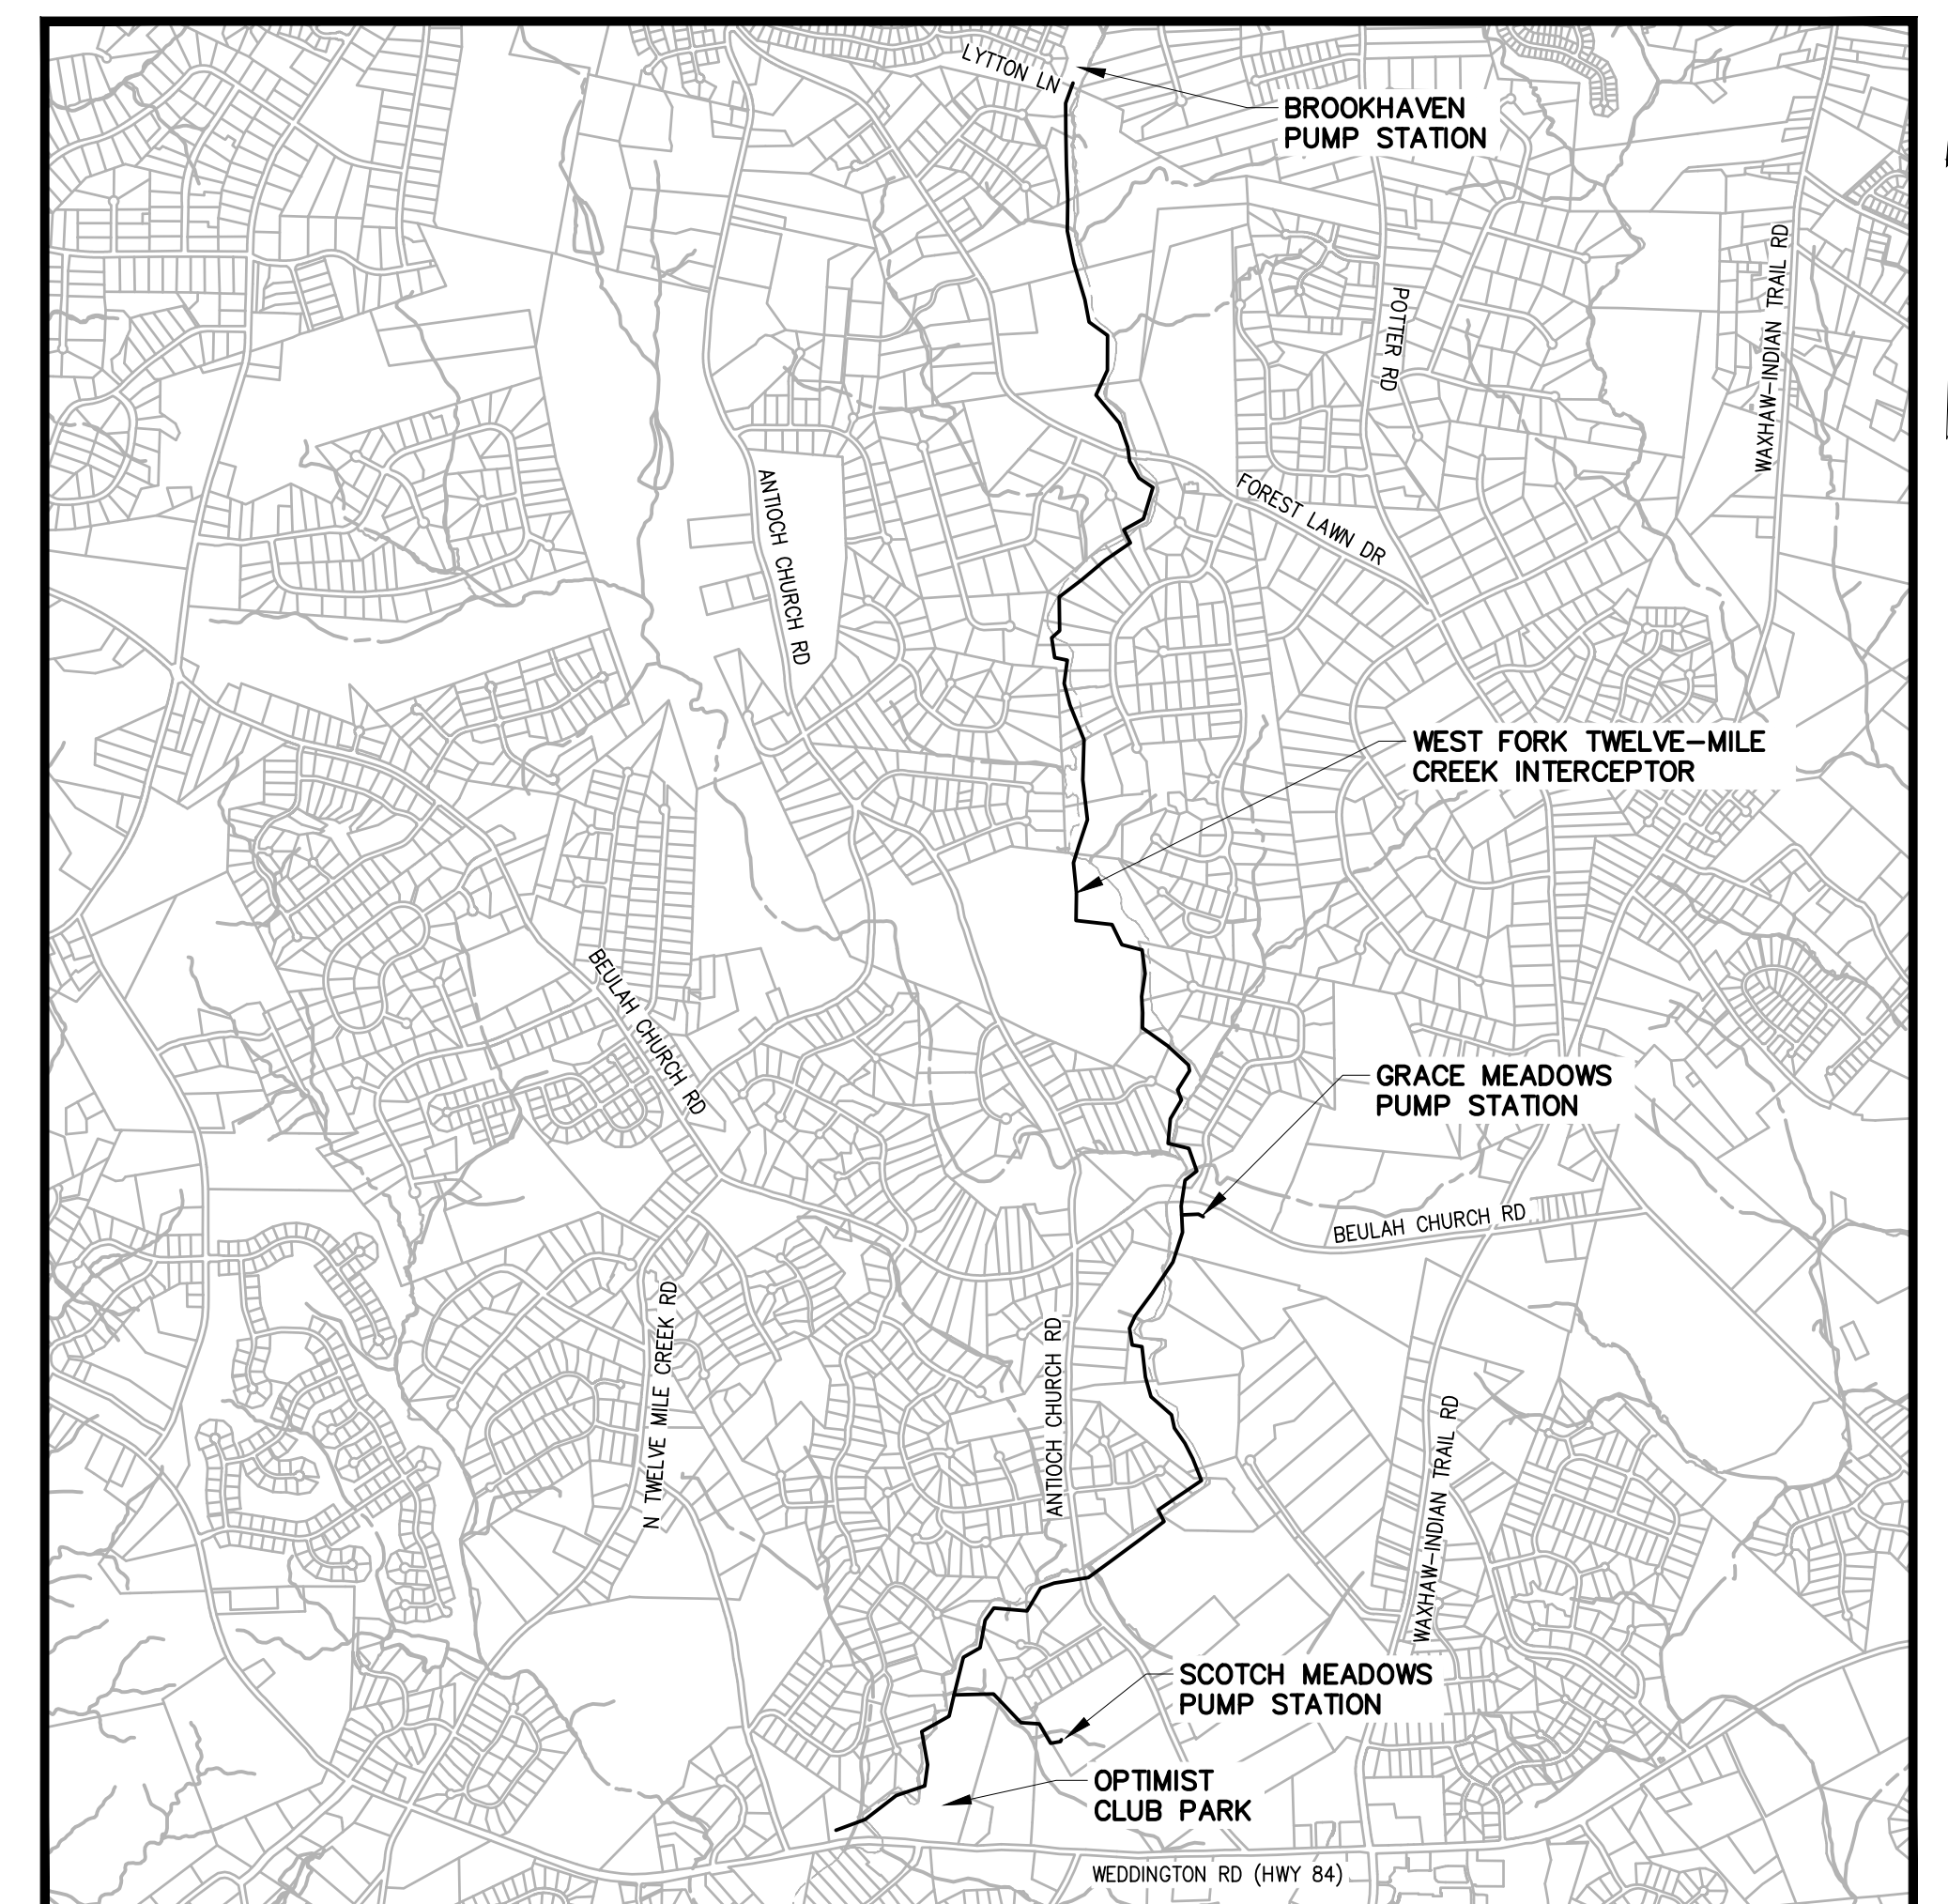 LYTTON LN
BROOKHAVEN
PUMP STATION
WAXHAW-INDIAN TRAIL RD
POTTER RD
ANTIOCH CHURCH RD
FOREST LAWN DR
WEST FORK TWELVE-MILE
CREEK INTERCEPTOR
BEULAH CHURCH RD
GRACE MEADOWS
PUMP STATION
BEULAH CHURCH RD
N TWELVE MILE CREEK RD
ANTIOCH CHURCH RD
WAXHAW-INDIAN TRAIL RD
SCOTCH MEADOWS
PUMP STATION
OPTIMIST
CLUB PARK
WEDDINGTON RD (HWY 84)